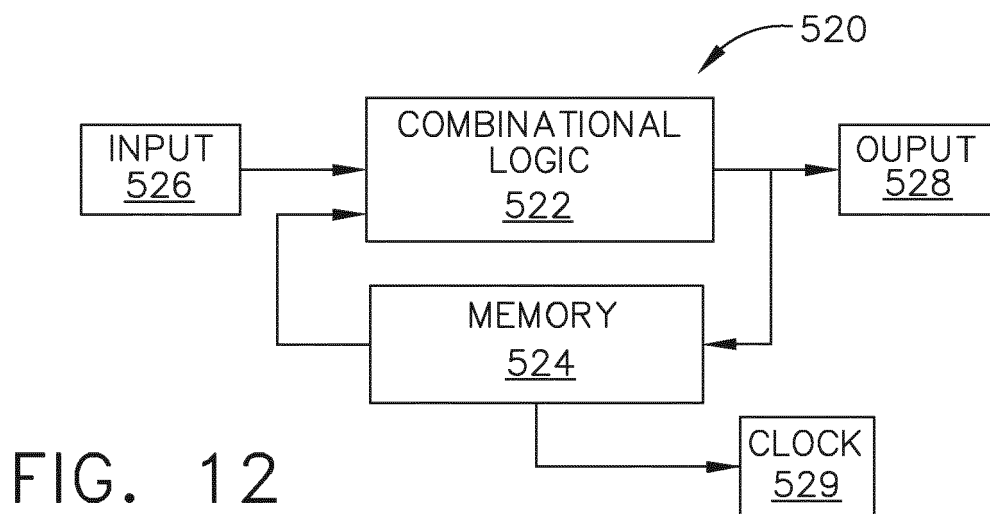 520
INPUT
526
COMBINATIONAL
LOGIC
522
OUPUT
528
MEMORY
524
CLOCK
529
FIG. 12